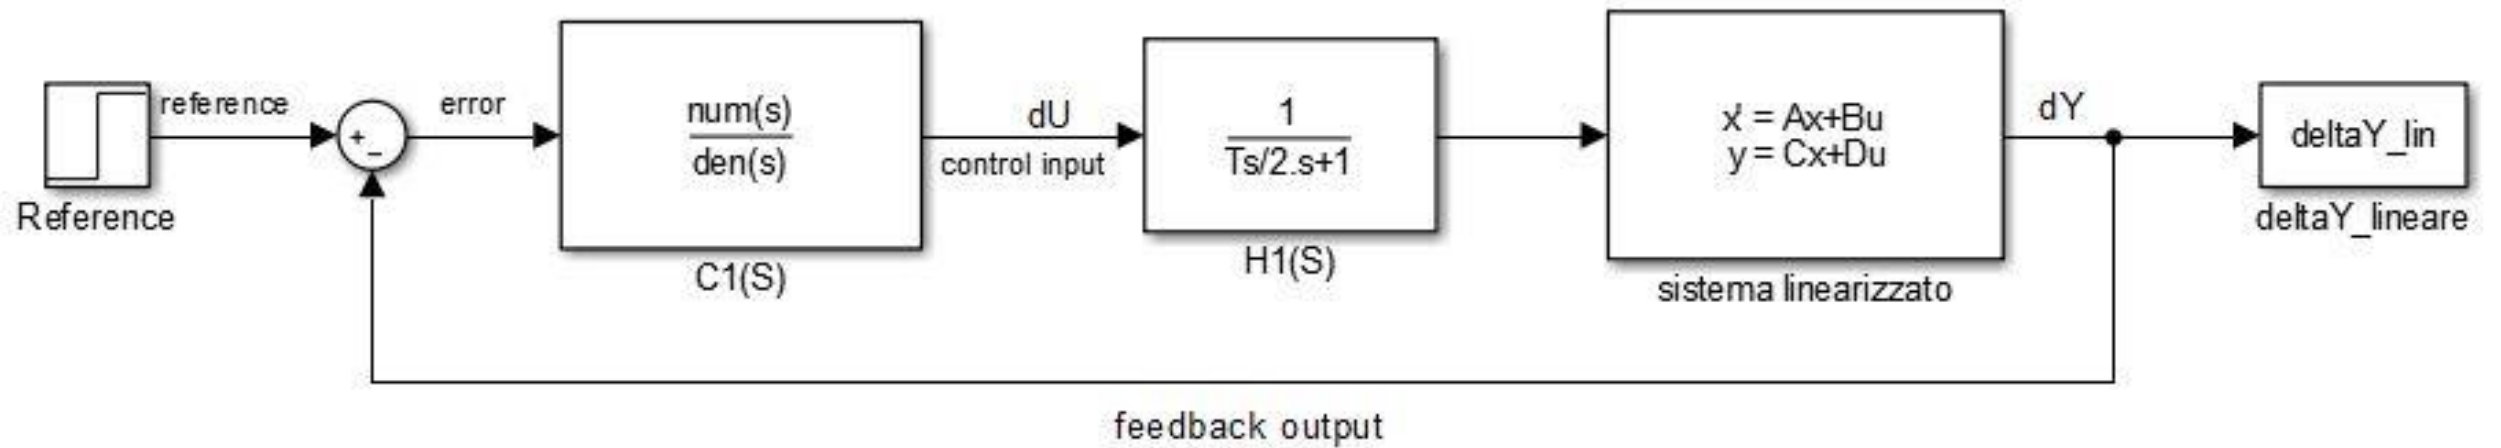 reference
Reference
+
−
error
num(s)
den(s)
C1(S)
dU
control input
1
Ts/2.s+1
H1(S)
x' = Ax+Bu
y = Cx+Du
sistema linearizzato
dY
deltaY_lin
deltaY_lineare
feedback output